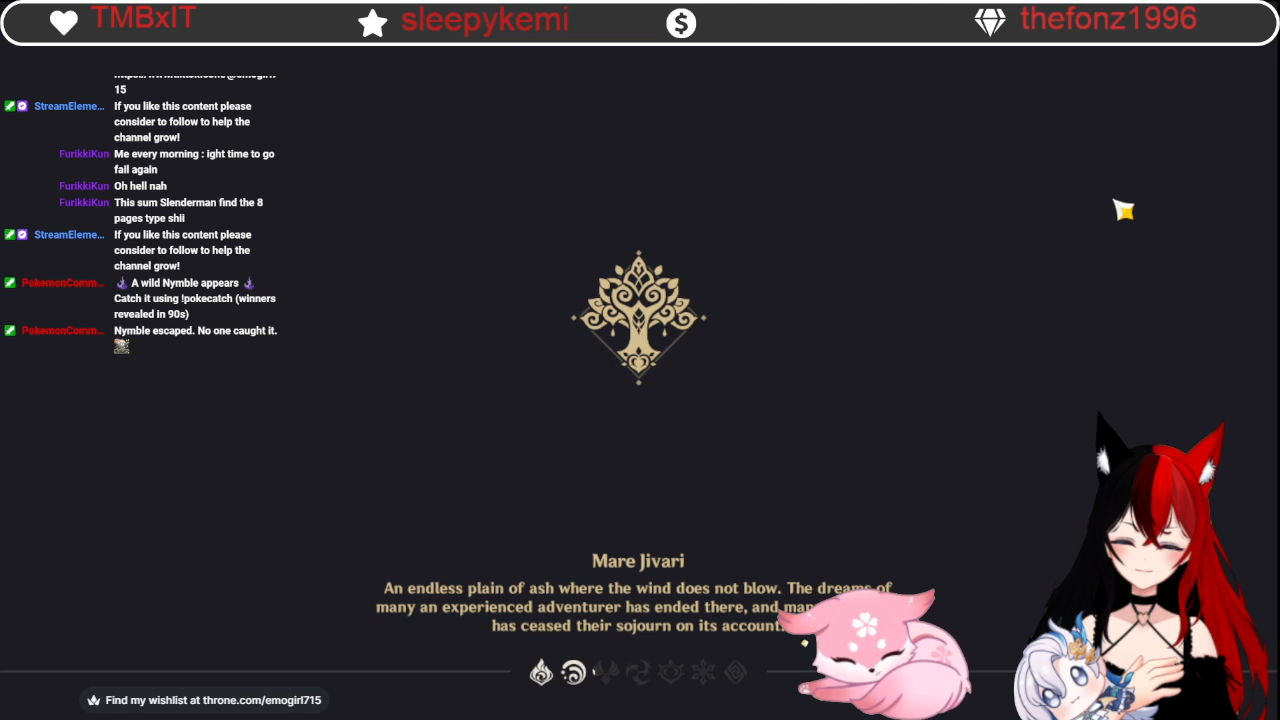 TMBxIT
sleepykemi
thefonz1996
15
StreamEleme... If you like this content please
consider to follow to help the
channel grow!
FurikkiKun Me every morning : ight time to go
fail again
FurikkiKun Oh hell nah
FurikkiKun This sum Slenderman find the 8
pages type shii
StreamEleme... If you like this content please
consider to follow to help the
channel grow!
PokemonComm... A wild Nymble appears
Catch it using !pokecatch (winners
revealed in 90s)
PokemonComm... Nymble escaped. No one caught it.
Mare Jivari
An endless plain of ash where the wind does not blow. The dreams of
many an experienced adventurer has ended there, and
has ceased their sojourn on its account.
Find my wishlist at throne.com/emogirl715